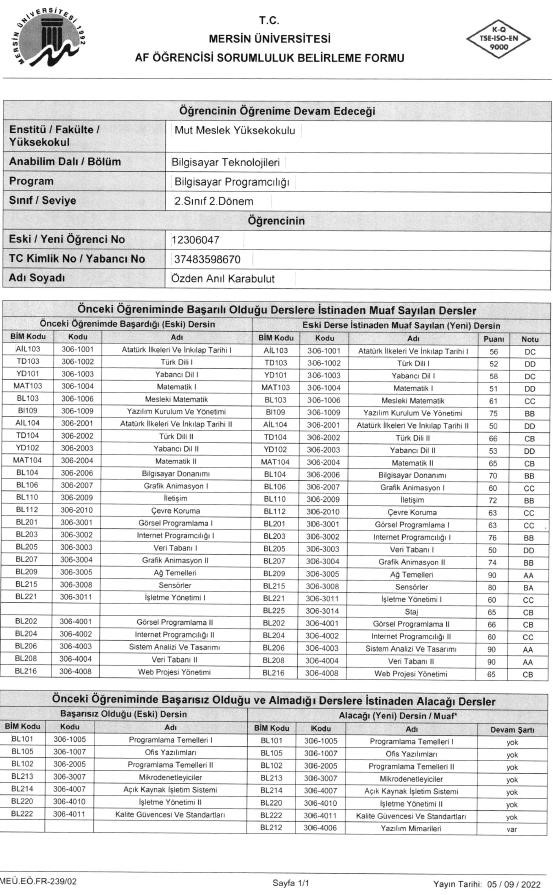 MERSİN ÜNİVERSİTESİ 1992
T.C.
MERSİN ÜNİVERSİTESİ
AF ÖĞRENCİSİ SORUMLULUK BELİRLEME FORMU
K-Q
TSE-ISO-EN
9000
Öğrencinin Öğrenime Devam Edeceği
Enstitü / Fakülte / Yüksekokul Mut Meslek Yüksekokulu
Anabilim Dalı / Bölüm Bilgisayar Teknolojileri
Program Bilgisayar Programcılığı
Sınıf / Seviye 2.Sınıf 2.Dönem
Öğrencinin
Eski / Yeni Öğrenci No 12306047
TC Kimlik No / Yabancı No 37483598670
Adı Soyadı Özden Anıl Karabulut
Önceki Öğreniminde Başarılı Olduğu Derslere İstinaden Muaf Sayılan Dersler
Önceki Öğrenimde Başardığı (Eski) Dersin Eski Derse İstinaden Muaf Sayılan (Yeni) Dersin
BİM Kodu Kodu Adı BİM Kodu Kodu Adı Puanı Notu
AİL103 306-1001 Atatürk İlkeleri Ve İnkılap Tarihi I AİL103 306-1001 Atatürk İlkeleri Ve İnkılap Tarihi I 56 DC
TD103 306-1002 Türk Dili I TD103 306-1002 Türk Dili I 52 DD
YD101 306-1003 Yabancı Dil I YD101 306-1003 Yabancı Dil I 58 DC
MAT103 306-1004 Matematik I MAT103 306-1004 Matematik I 51 DD
BL103 306-1006 Mesleki Matematik BL103 306-1006 Mesleki Matematik 61 CC
BI109 306-1009 Yazılım Kurulum Ve Yönetimi BI109 306-1009 Yazılım Kurulum Ve Yönetimi 75 BB
AİL104 306-2001 Atatürk İlkeleri Ve İnkılap Tarihi II AİL104 306-2001 Atatürk İlkeleri Ve İnkılap Tarihi II 50 DD
TD104 306-2002 Türk Dili II TD104 306-2002 Türk Dili II 66 CB
YD102 306-2003 Yabancı Dil II YD102 306-2003 Yabancı Dil II 53 DD
MAT104 306-2004 Matematik II MAT104 306-2004 Matematik II 65 CB
BL104 306-2006 Bilgisayar Donanımı BL104 306-2006 Bilgisayar Donanımı 70 BB
BL106 306-2007 Grafik Animasyon I BL106 306-2007 Grafik Animasyon I 60 CC
BL110 306-2009 İletişim BL110 306-2009 İletişim 72 BB
BL112 306-2010 Çevre Koruma BL112 306-2010 Çevre Koruma 63 CC
BL201 306-3001 Görsel Programlama I BL201 306-3001 Görsel Programlama I 63 CC
BL203 306-3002 Internet Programcılığı I BL203 306-3002 Internet Programcılığı I 76 BB
BL205 306-3003 Veri Tabanı I BL205 306-3003 Veri Tabanı I 50 DD
BL207 306-3004 Grafik Animasyon II BL207 306-3004 Grafik Animasyon II 74 BB
BL209 306-3005 Ağ Temelleri BL209 306-3005 Ağ Temelleri 90 AA
BL215 306-3008 Sensörler BL215 306-3008 Sensörler 80 BA
BL221 306-3011 İşletme Yönetimi I BL221 306-3011 İşletme Yönetimi I 60 CC
BL225 306-3014 Staj 65 CB
BL202 306-4001 Görsel Programlama II BL202 306-4001 Görsel Programlama II 66 CB
BL204 306-4002 Internet Programcılığı II BL204 306-4002 Internet Programcılığı II 60 CC
BL206 306-4003 Sistem Analizi Ve Tasarımı BL206 306-4003 Sistem Analizi Ve Tasarımı 90 AA
BL208 306-4004 Veri Tabanı II BL208 306-4004 Veri Tabanı II 90 AA
BL216 306-4008 Web Projesi Yönetimi BL216 306-4008 Web Projesi Yönetimi 65 CB
Önceki Öğreniminde Başarısız Olduğu ve Almadığı Derslere İstinaden Alacağı Dersler
Başarısız Olduğu (Eski) Dersin Alacağı (Yeni) Dersin / Muaf*
BİM Kodu Kodu Adı BİM Kodu Kodu Adı Devam Şartı
BL101 306-1005 Programlama Temelleri I BL101 306-1005 Programlama Temelleri I yok
BL105 306-1007 Ofis Yazılımları BL105 306-1007 Ofis Yazılımları yok
BL102 306-2005 Programlama Temelleri II BL102 306-2005 Programlama Temelleri II yok
BL213 306-3007 Mikrodenetleyiciler BL213 306-3007 Mikrodenetleyiciler yok
BL214 306-4007 Açık Kaynak İşletim Sistemi BL214 306-4007 Açık Kaynak İşletim Sistemi yok
BL220 306-4010 İşletme Yönetimi II BL220 306-4010 İşletme Yönetimi II yok
BL222 306-4011 Kalite Güvencesi Ve Standartları BL222 306-4011 Kalite Güvencesi Ve Standartları yok
BL212 306-4006 Yazılım Mimarileri var
MEÜ.EÖ.FR-239/02 Sayfa 1/1 Yayın Tarihi: 05 / 09 / 2022